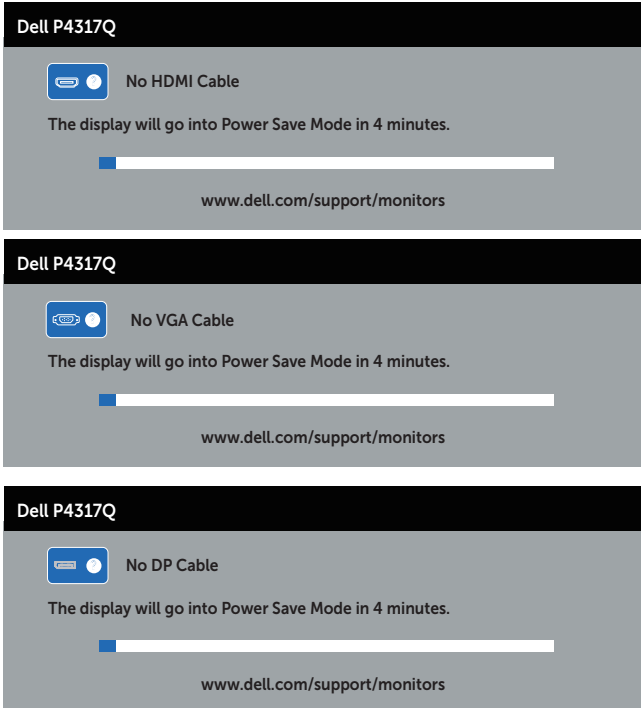 Dell P4317Q
No HDMI Cable
The display will go into Power Save Mode in 4 minutes.
www.dell.com/support/monitors
Dell P4317Q
No VGA Cable
The display will go into Power Save Mode in 4 minutes.
www.dell.com/support/monitors
Dell P4317Q
No DP Cable
The display will go into Power Save Mode in 4 minutes.
www.dell.com/support/monitors